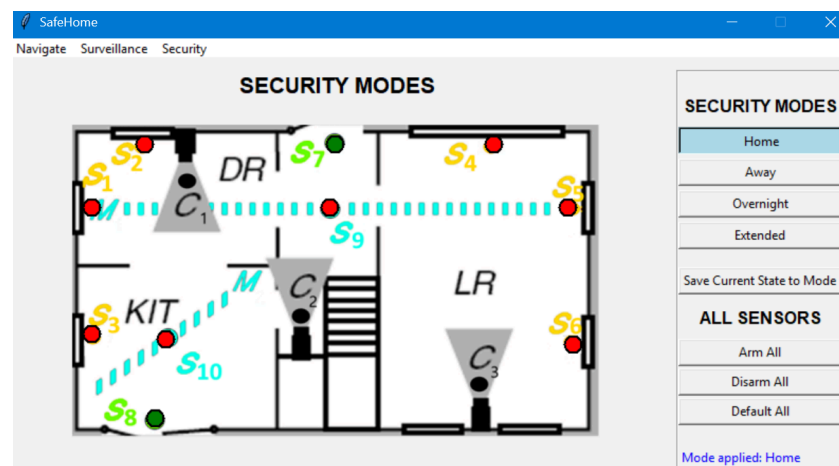 SafeHome
Navigate Surveillance Security
SECURITY MODES
S2 DR S7 S4
S1 S5
M C1
S9
M
C2 LR
S3 KIT S6
S10 C3
S8
SECURITY MODES
Home
Away
Overnight
Extended
Save Current State to Mode
ALL SENSORS
Arm All
Disarm All
Default All
Mode applied: Home